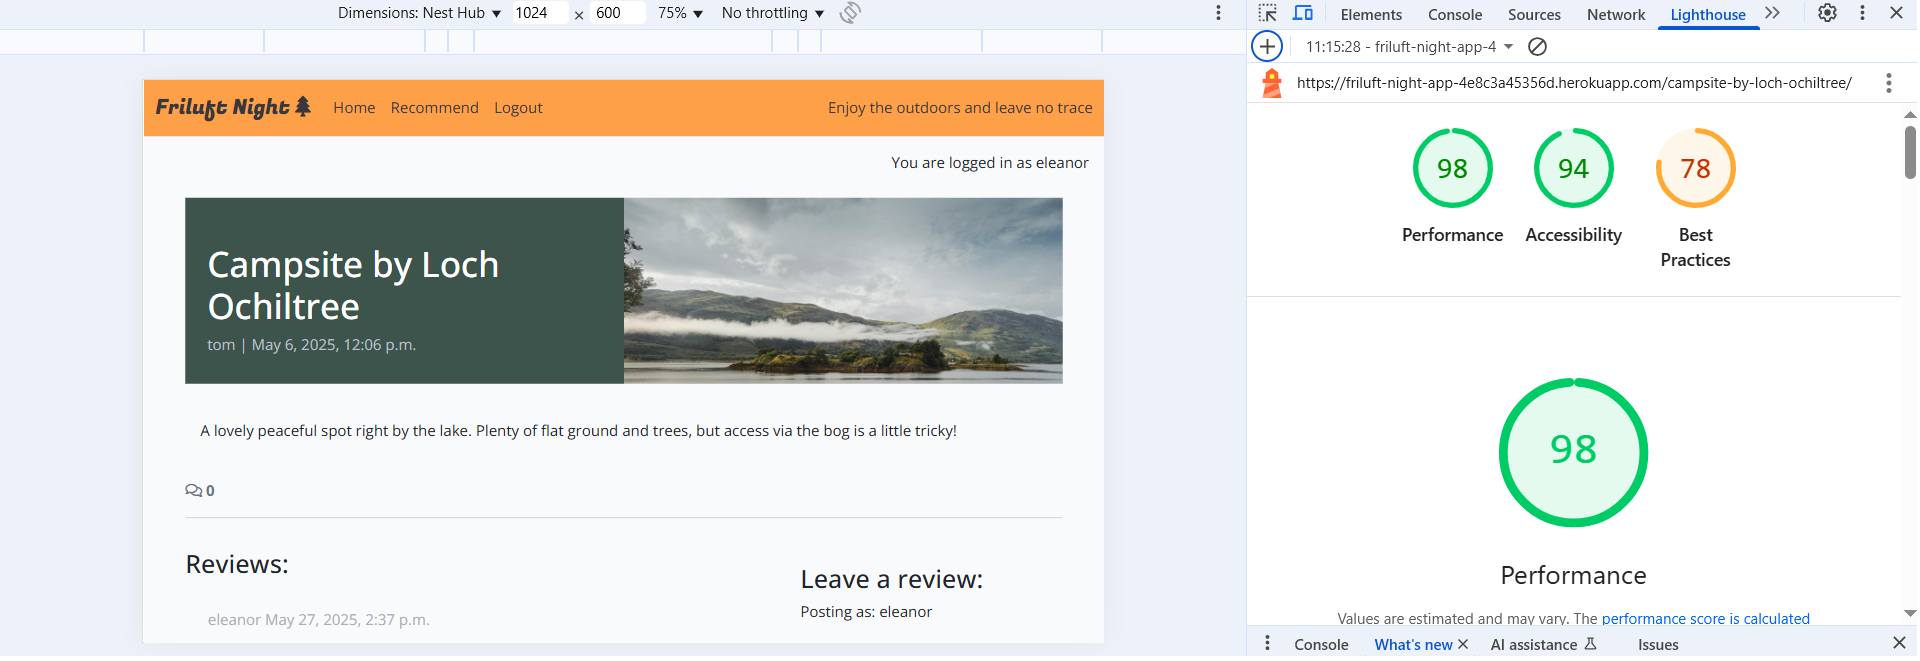 Dimensions: Nest Hub 1024 × 600 75% No throttling
Friluft Night Home Recommend Logout Enjoy the outdoors and leave no trace
You are logged in as eleanor
Campsite by Loch
Ochiltree
tom | May 6, 2025, 12:06 p.m.
A lovely peaceful spot right by the lake. Plenty of flat ground and trees, but access via the bog is a little tricky!
0
Reviews:
eleanor May 27, 2025, 2:37 p.m.
Leave a review:
Posting as: eleanor
Elements Console Sources Network Lighthouse
11:15:28 - friluft-night-app-4
https://friluft-night-app-4e8c3a45356d.herokuapp.com/campsite-by-loch-ochiltree/
98 94 78
Performance Accessibility Best
Practices
98
Performance
Values are estimated and may vary. The performance score is calculated
Console What's new AI assistance Issues